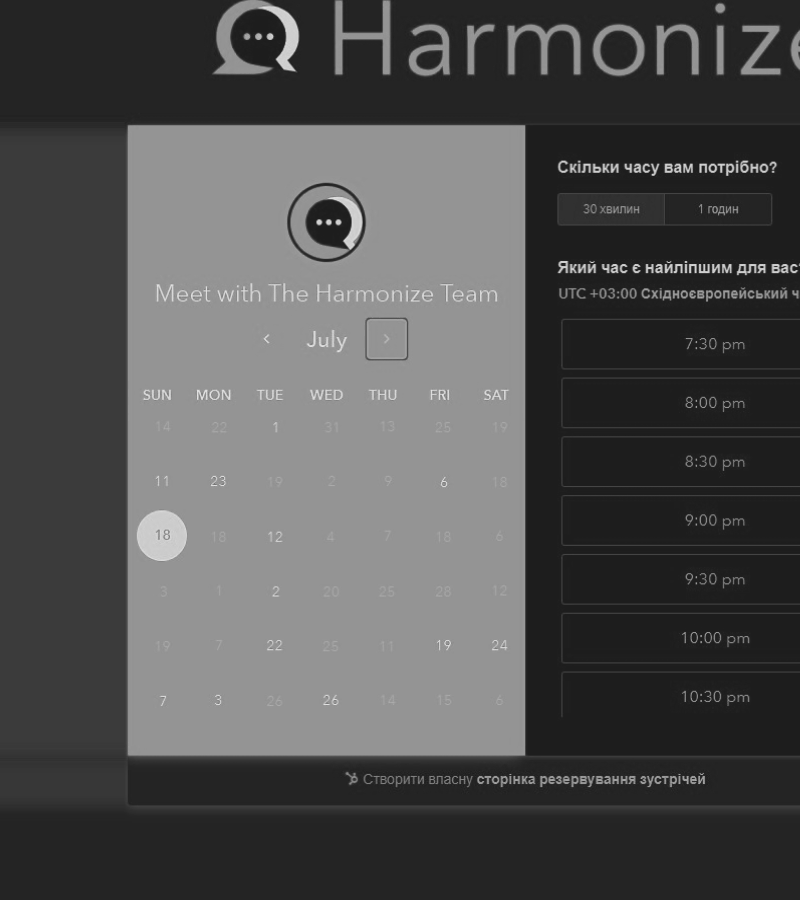 Harmonize
Meet with The Harmonize Team
July
SUN MON TUE WED THU FRI SAT
14 22 1 31 13 25 19
11 23 19 2 9 6 18
18 18 12 4 7 18 6
3 1 2 20 25 28 12
19 7 22 25 11 19 24
7 3 26 26 14 15 6
Скільки часу вам потрібно?
30 хвилин 1 годин
Який час є найліпшим для вас
UTC +03:00 Східноєвропейський ч
7:30 pm
8:00 pm
8:30 pm
9:00 pm
9:30 pm
10:00 pm
10:30 pm
Створити власну сторінка резервування зустрічей